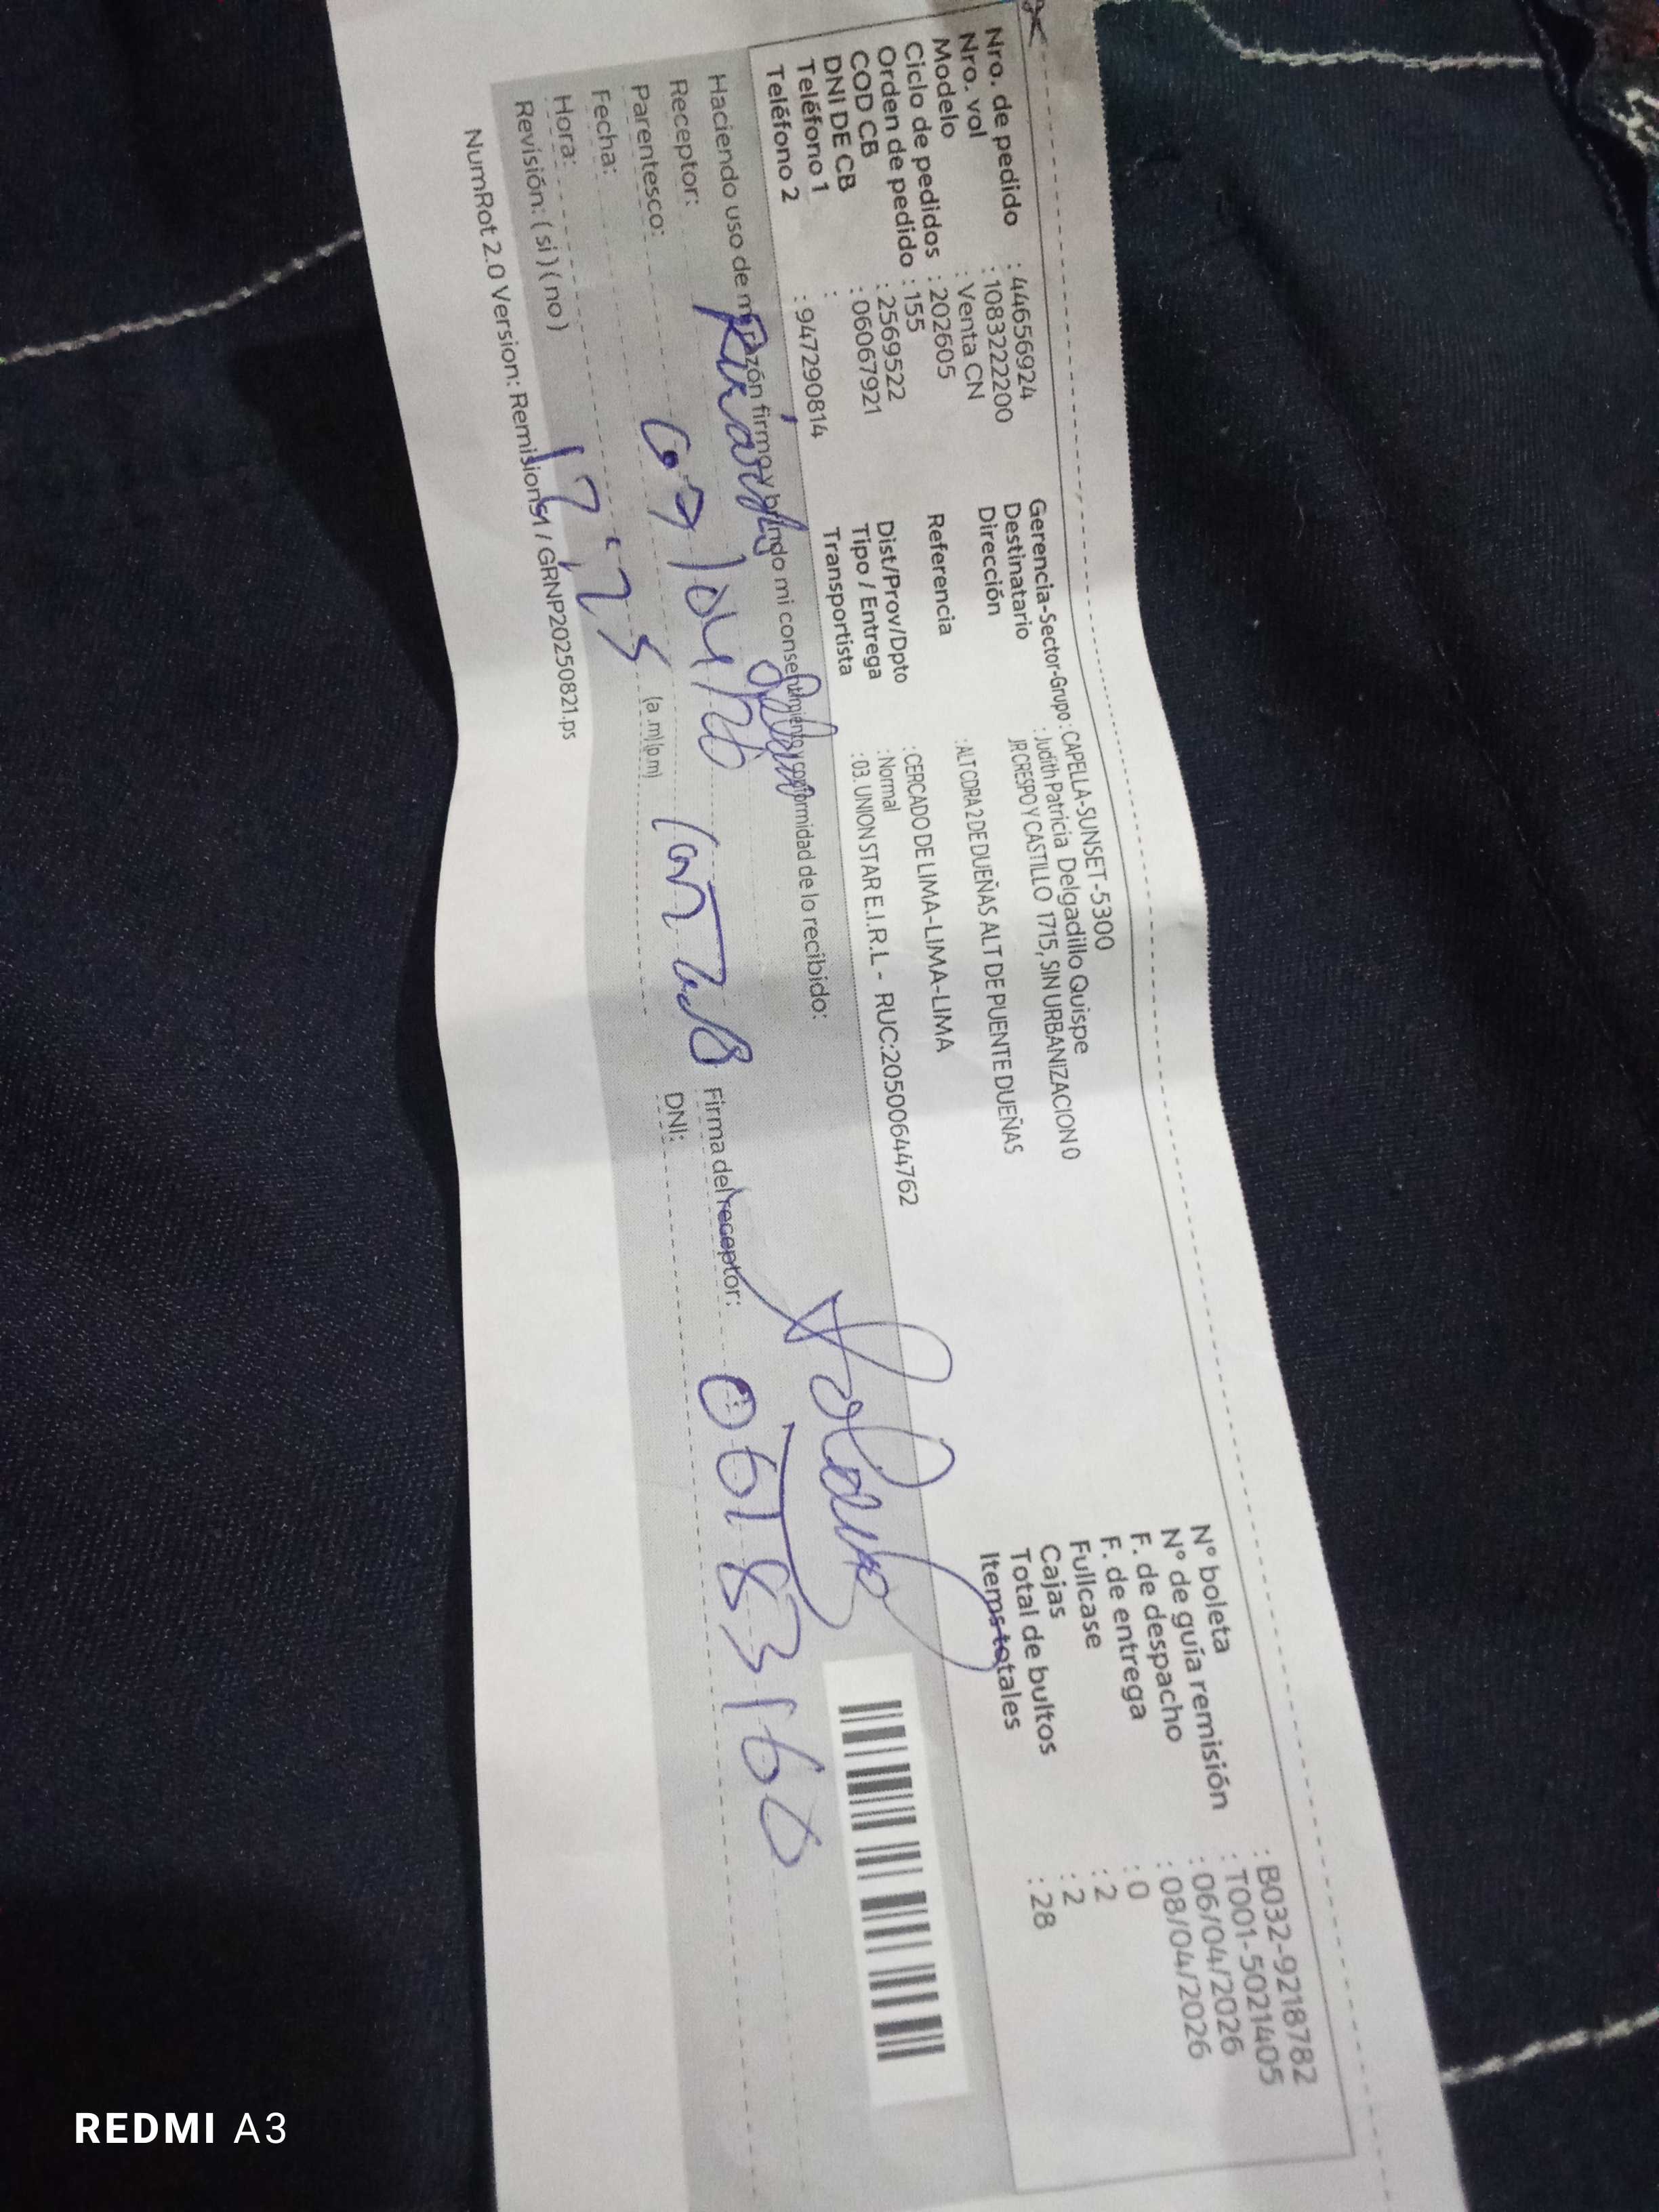 Nro. de pedido : 44656924
Nro. vol : 1083222200
Modelo : Venta CN
Ciclo de pedidos : 202605
Orden de pedido : 155
COD CB : 2569522
DNI DE CB : 06067921
Teléfono 1 :
Teléfono 2 : 947290814
Gerencia-Sector-Grupo : CAPELLA-SUNSET-5300
Destinatario : Judith Patricia Delgadillo Quispe
Dirección JR CRESPO Y CASTILLO 1715, SIN URBANIZACION 0
Referencia : ALT CDRA 2 DE DUEÑAS ALT DE PUENTE DUEÑAS
Dist/Prov/Dpto : CERCADO DE LIMA-LIMA-LIMA
Tipo / Entrega : Normal
Transportista : 03. UNION STAR E.I.R.L - RUC:20500644762
N° boleta : B032-9218782
N° de guía remisión : T001-5021405
F. de despacho : 06/04/2026
F. de entrega : 08/04/2026
Fullcase : 0
Cajas : 2
Total de bultos : 2
Items totales : 28
Haciendo uso de mi razón firmo y brindo mi consentimiento y conformidad de lo recibido:
Receptor: Ricardo
Parentesco:
Fecha:
Hora: (a.m)(p.m)
Revisión: ( si ) ( no )
Firma del receptor:
DNI: 06183160
NumRot 2.0 Version: Remision51 / GRNP20250821.ps
REDMI A3